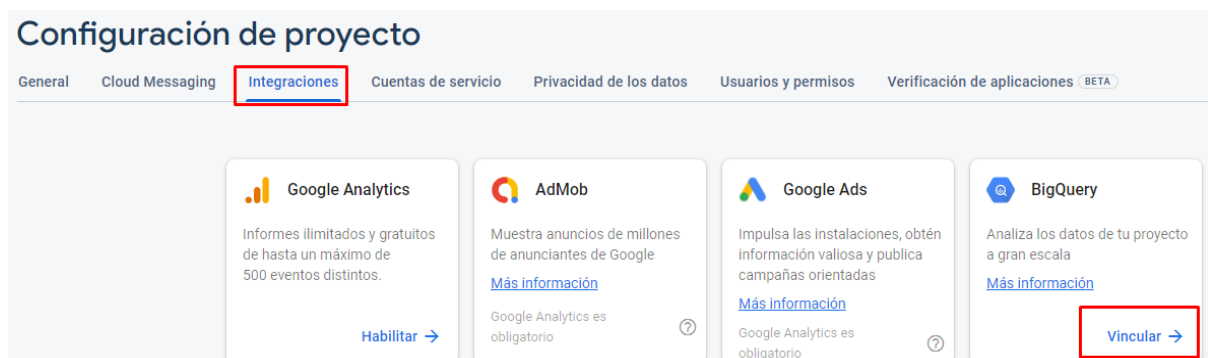 Configuración de proyecto
General Cloud Messaging Integraciones Cuentas de servicio Privacidad de los datos Usuarios y permisos Verificación de aplicaciones BETA
Google Analytics
Informes ilimitados y gratuitos
de hasta un máximo de
500 eventos distintos.
Habilitar →
AdMob
Muestra anuncios de millones
de anunciantes de Google
Más información
Google Analytics es
obligatorio
?
Google Ads
Impulsa las instalaciones, obtén
información valiosa y publica
campañas orientadas
Más información
Google Analytics es
obligatorio
?
BigQuery
Analiza los datos de tu proyecto
a gran escala
Más información
Vincular →